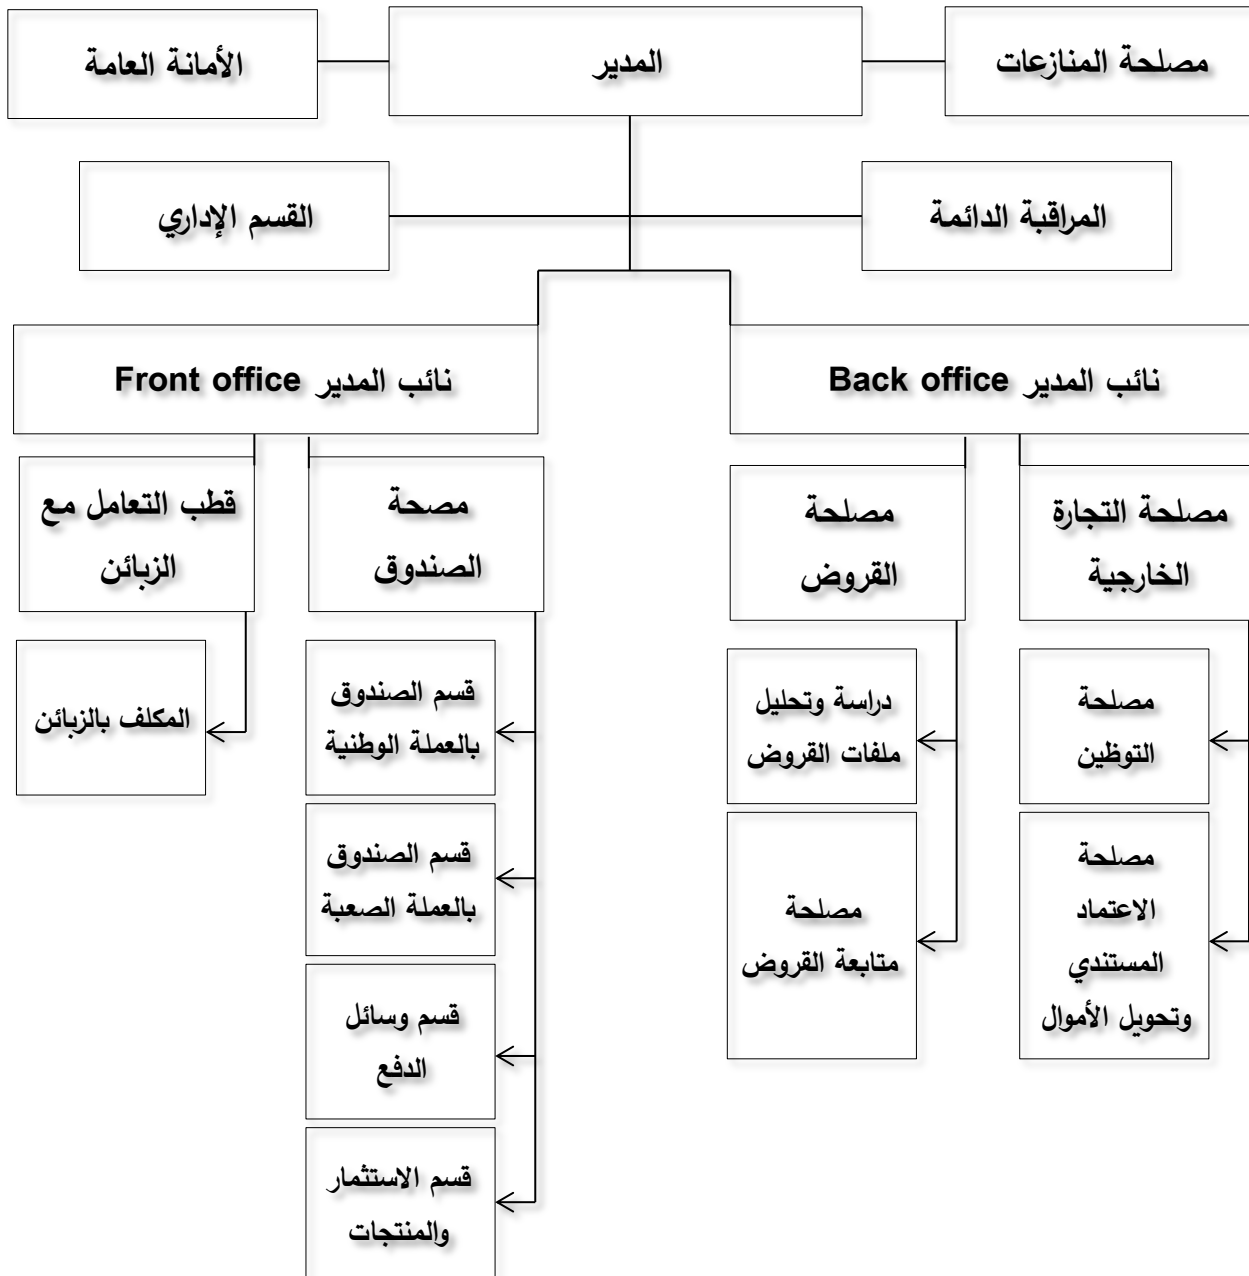 مصلحة المنازعات
المدير
الأمانة العامة
المراقبة الدائمة
القسم الإداري
نائب المدير Back office
نائب المدير Front office
مصلحة التجارة
الخارجية
مصلحة
القروض
مصحة
الصندوق
قطب التعامل مع
الزبائن
مصلحة
التوظين
دراسة وتحليل
ملفات القروض
قسم الصندوق
بالعملة الوطنية
المكلف بالزبائن
مصلحة
الاعتماد
المستندي
وتحويل الأموال
مصلحة
متابعة القروض
قسم الصندوق
بالعملة الصعبة
قسم وسائل
الدفع
قسم الاستثمار
والمنتجات